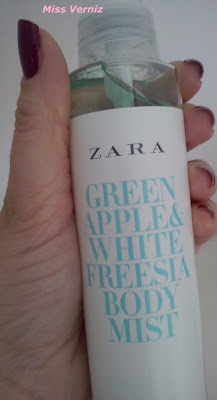 Miss Verniz
ZARA
GREEN
APPLE&
WHITE
FREESIA
BODY
MIST